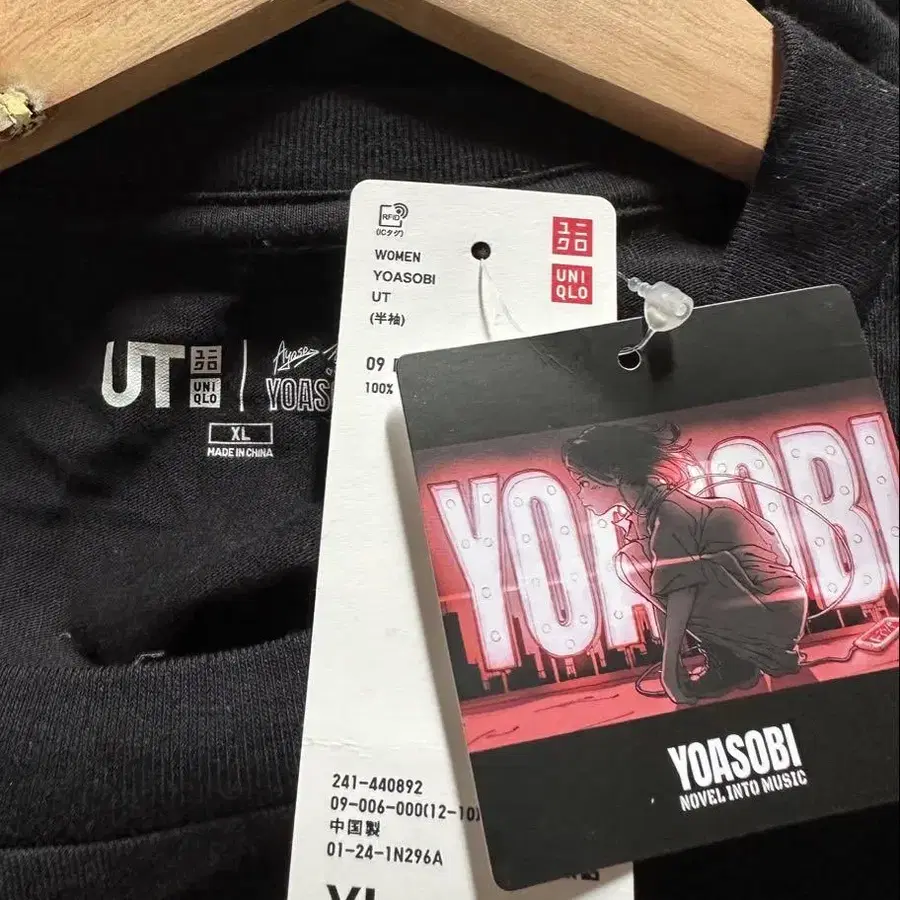 RFID
(ICタグ)
WOMEN
YOASOBI
UT
(半袖)
09
100%
ユニ
クロ
UNI
QLO
UT
ユニ
クロ
UNI
QLO
Ayase
YOAS
XL
MADE IN CHINA
YOASOBI
YOASOBI
NOVEL INTO MUSIC
241-440892
09-006-000(12-10)
中国製
01-24-1N296A
XL